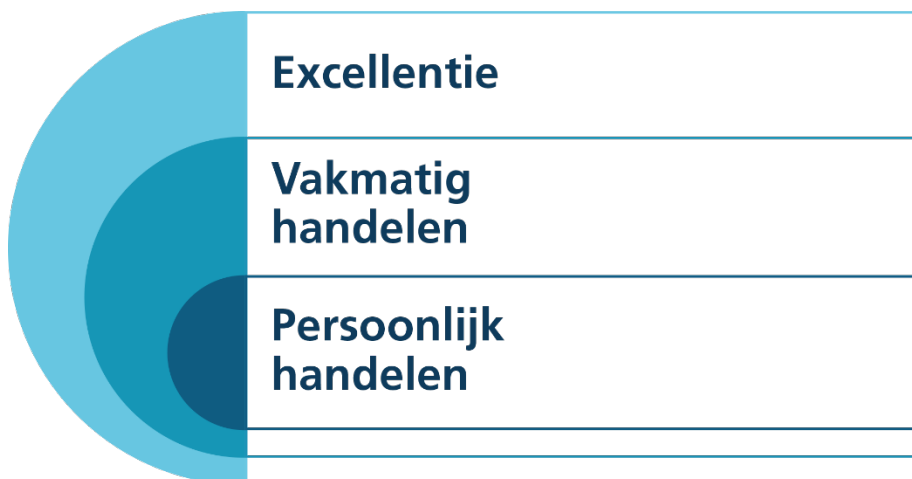 Excellentie
Vakmatig
handelen
Persoonlijk
handelen